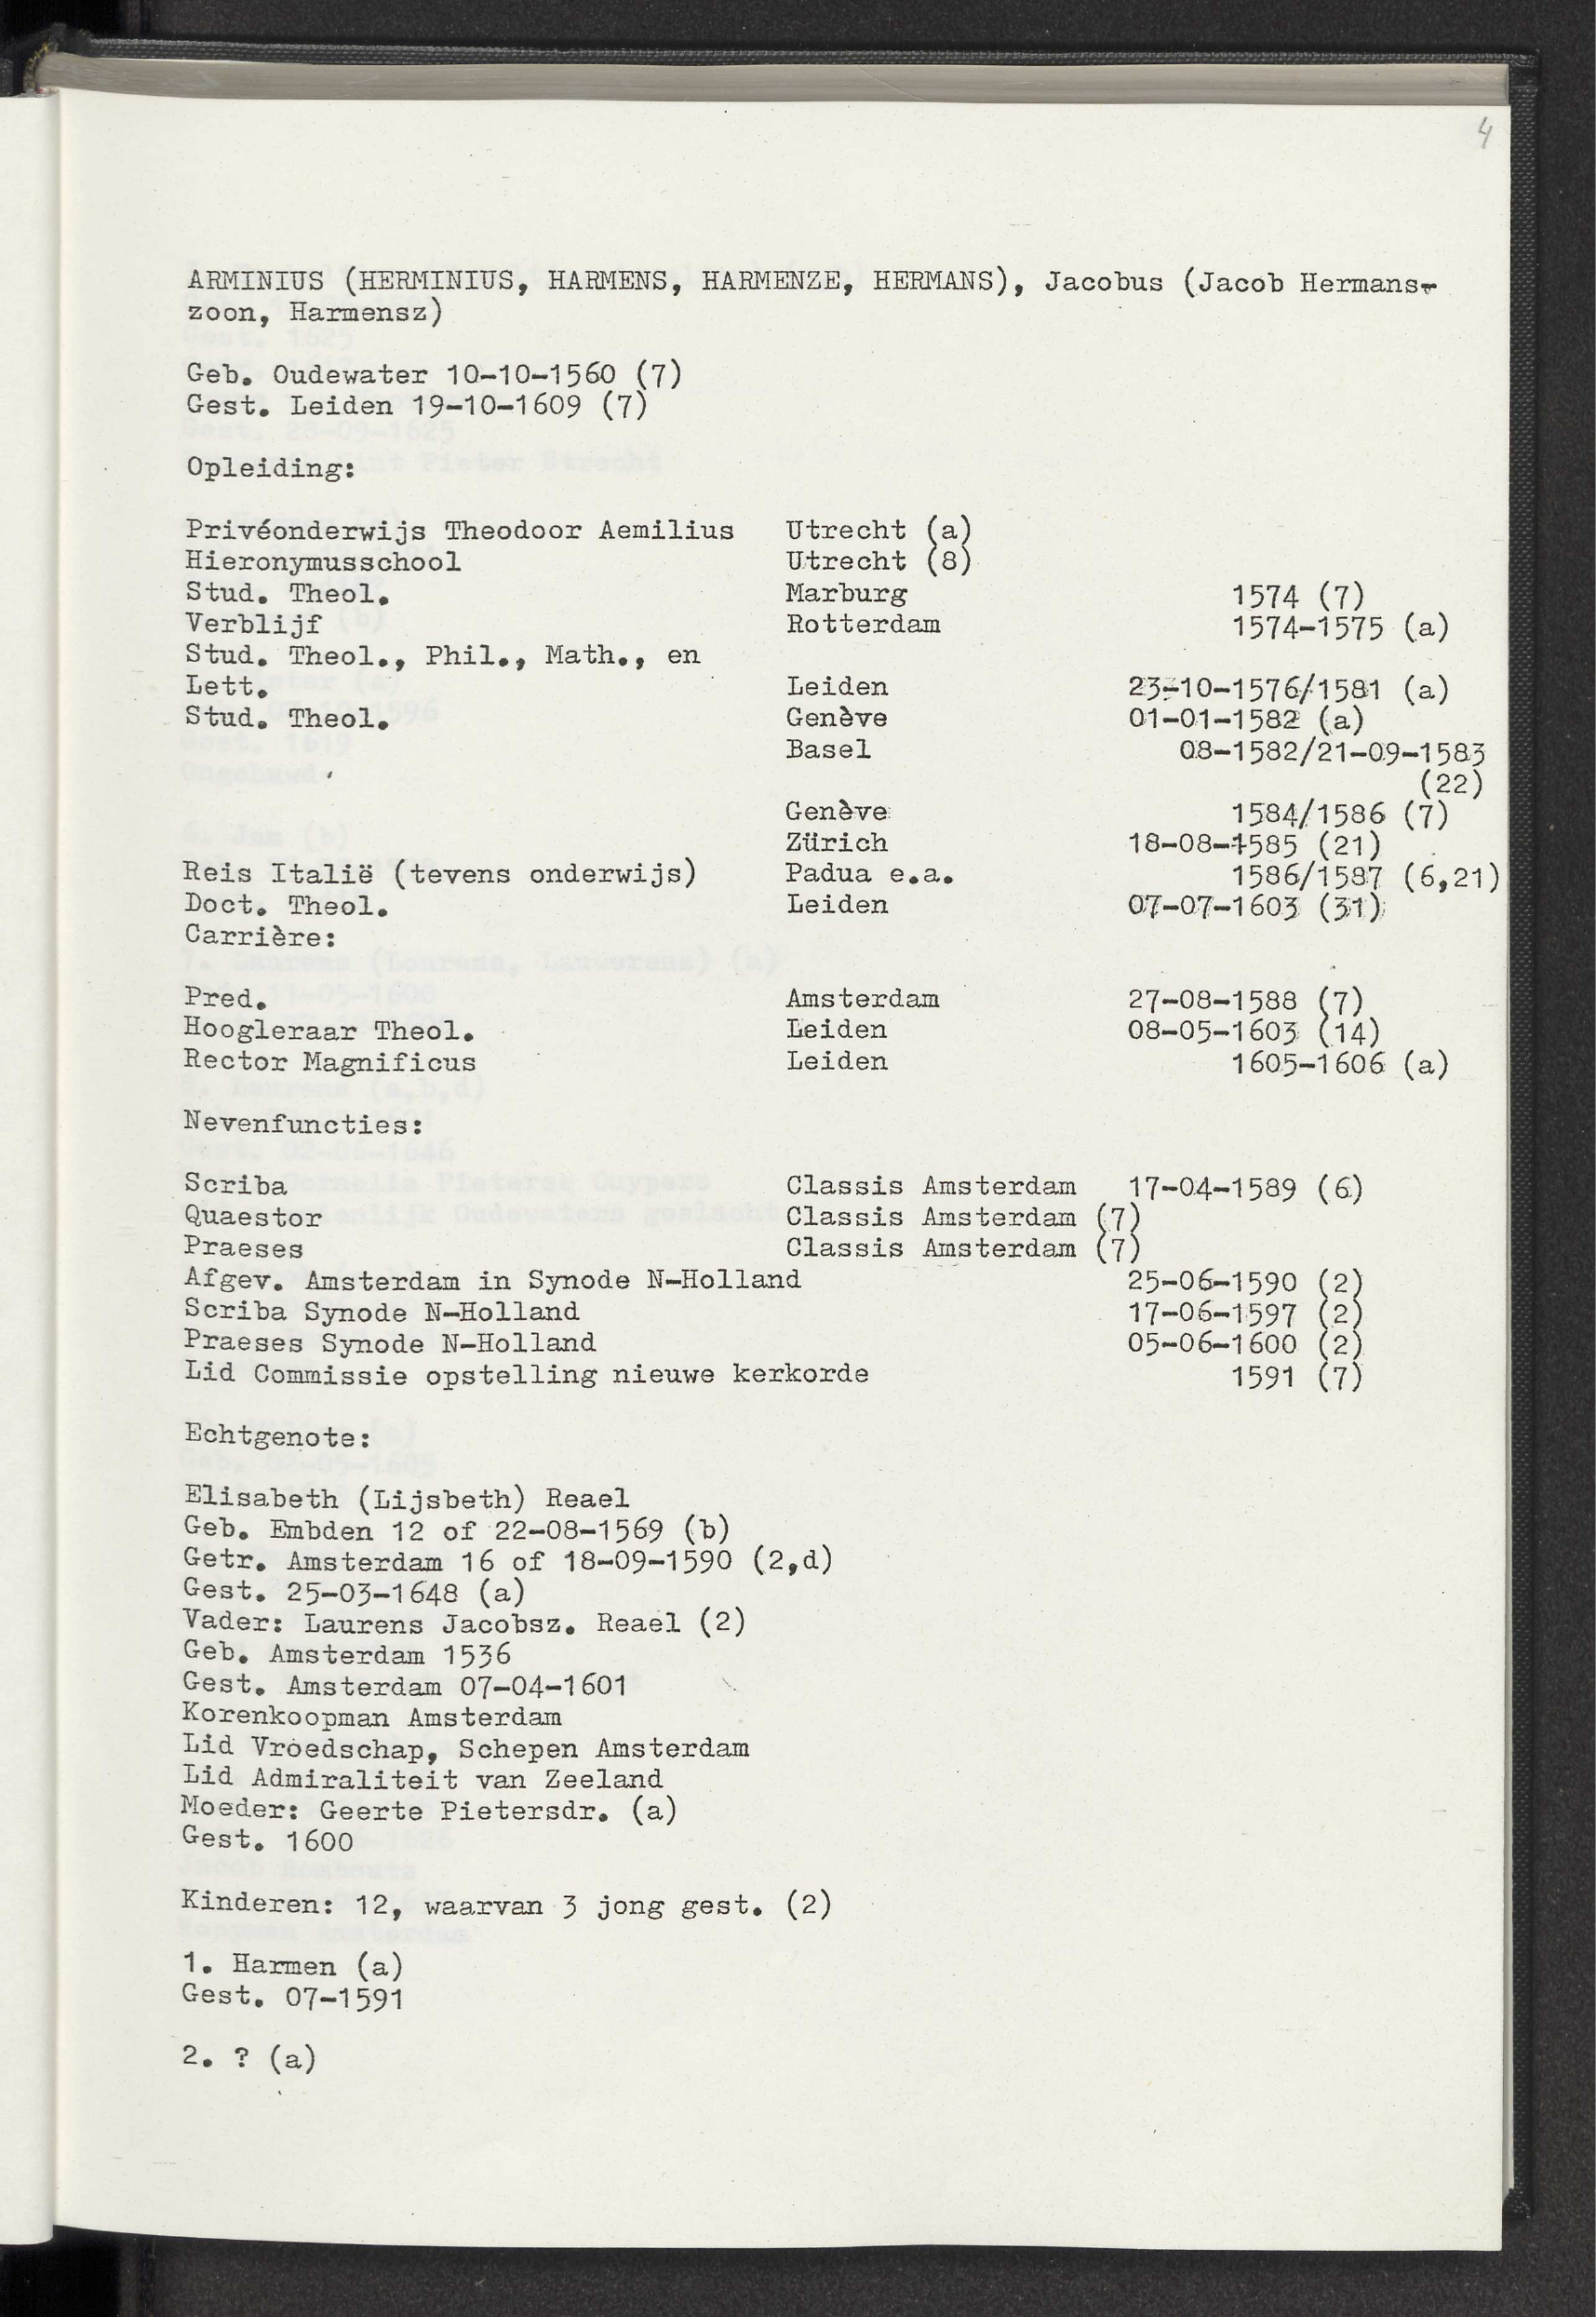 4
ARMINIUS (HERMINIUS, HARMENS, HARMENZE, HERMANS), Jacobus (Jacob Hermans-
zoon, Harmensz)
Geb. Oudewater 10-10-1560 (7)
Gest. Leiden 19-10-1609 (7)
Opleiding:
Privéonderwijs Theodoor Aemilius Utrecht (a)
Hieronymusschool Utrecht (8)
Stud. Theol. Marburg 1574 (7)
Verblijf Rotterdam 1574-1575 (a)
Stud. Theol., Phil., Math., en
Lett. Leiden 23-10-1576/1581 (a)
Stud. Theol. Genève 01-01-1582 (a)
Basel 08-1582/21-09-1583
(22)
Genève 1584/1586 (7)
Zürich 18-08-1585 (21)
Reis Italië (tevens onderwijs) Padua e.a. 1586/1587 (6,21)
Doct. Theol. Leiden 07-07-1603 (31)
Carrière:
Pred. Amsterdam 27-08-1588 (7)
Hoogleraar Theol. Leiden 08-05-1603 (14)
Rector Magnificus Leiden 1605-1606 (a)
Nevenfuncties:
Scriba Classis Amsterdam 17-04-1589 (6)
Quaestor Classis Amsterdam (7)
Praeses Classis Amsterdam (7)
Afgev. Amsterdam in Synode N-Holland 25-06-1590 (2)
Scriba Synode N-Holland 17-06-1597 (2)
Praeses Synode N-Holland 05-06-1600 (2)
Lid Commissie opstelling nieuwe kerkorde 1591 (7)
Echtgenote:
Elisabeth (Lijsbeth) Reael
Geb. Embden 12 of 22-08-1569 (b)
Getr. Amsterdam 16 of 18-09-1590 (2,d)
Gest. 25-03-1648 (a)
Vader: Laurens Jacobsz. Reael (2)
Geb. Amsterdam 1536
Gest. Amsterdam 07-04-1601
Korenkoopman Amsterdam
Lid Vroedschap, Schepen Amsterdam
Lid Admiraliteit van Zeeland
Moeder: Geerte Pietersdr. (a)
Gest. 1600
Kinderen: 12, waarvan 3 jong gest. (2)
1. Harmen (a)
Gest. 07-1591
2. ? (a)